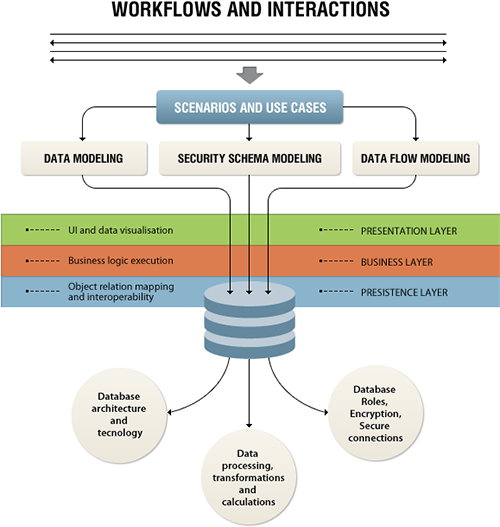 WORKFLOWS AND INTERACTIONS
SCENARIOS AND USE CASES
DATA MODELING
SECURITY SCHEMA MODELING
DATA FLOW MODELING
UI and data visualisation
PRESENTATION LAYER
Business logic execution
BUSINESS LAYER
Object relation mapping
and interoperability
PRESISTENCE LAYER
Database
architecture
and
tecnology
Data
processing,
transformations
and
calculations
Database
Roles,
Encryption,
Secure
connections